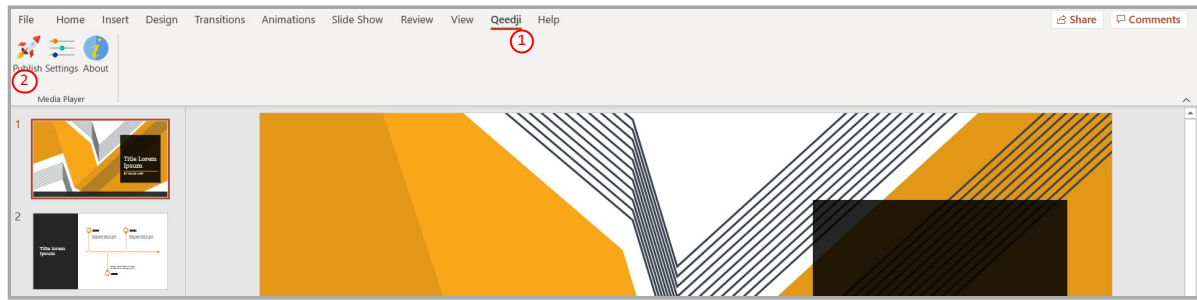 File Home Insert Design Transitions Animations Slide Show Review View Qeedji Help Share Comments
1
Publish Settings About
2
Media Player
1
Title Lorem
Ipsum
2
Title Lorem
Ipsum